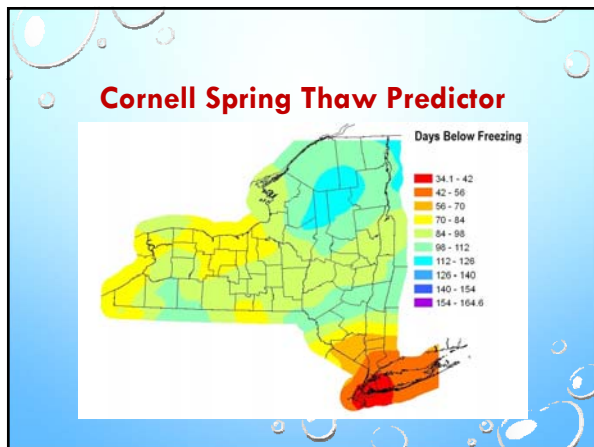 Cornell Spring Thaw Predictor
Days Below Freezing
34.1 - 42
42 - 56
56 - 70
70 - 84
84 - 98
98 - 112
112 - 126
126 - 140
140 - 154
154 - 164.6